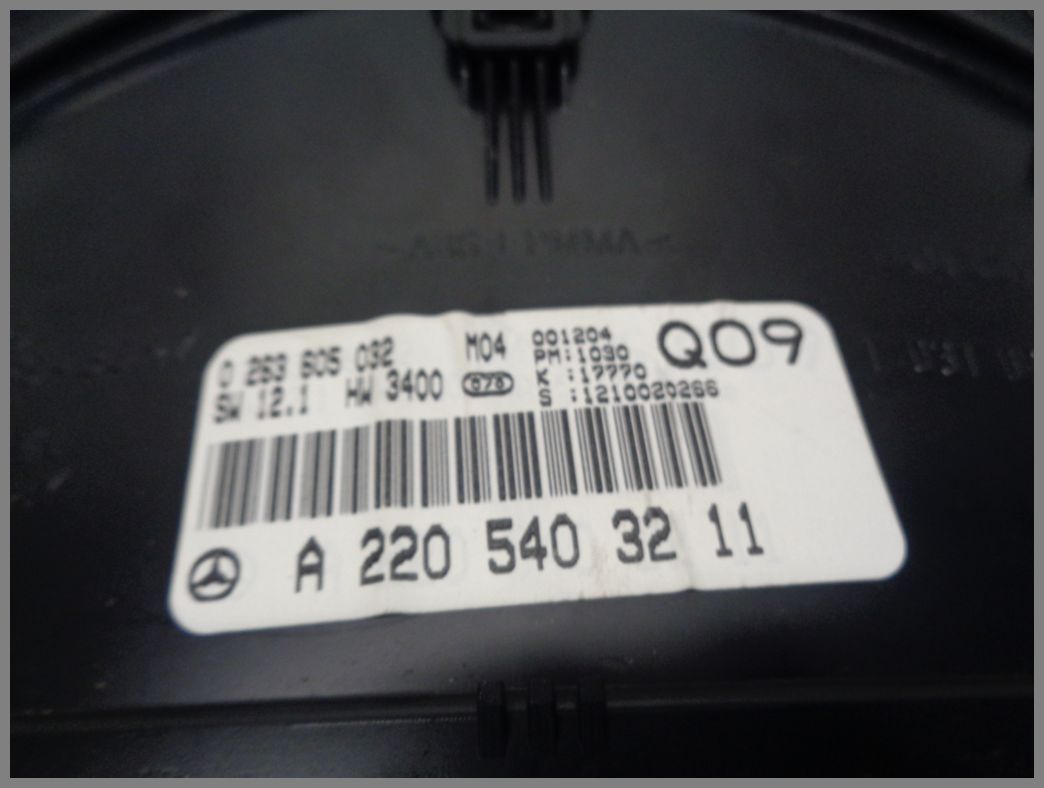 0 263 605 032
SW 12.1 HW 3400
M04
001204
PM:1030
K :17770
S :1210020266
Q09
A 220 540 32 11